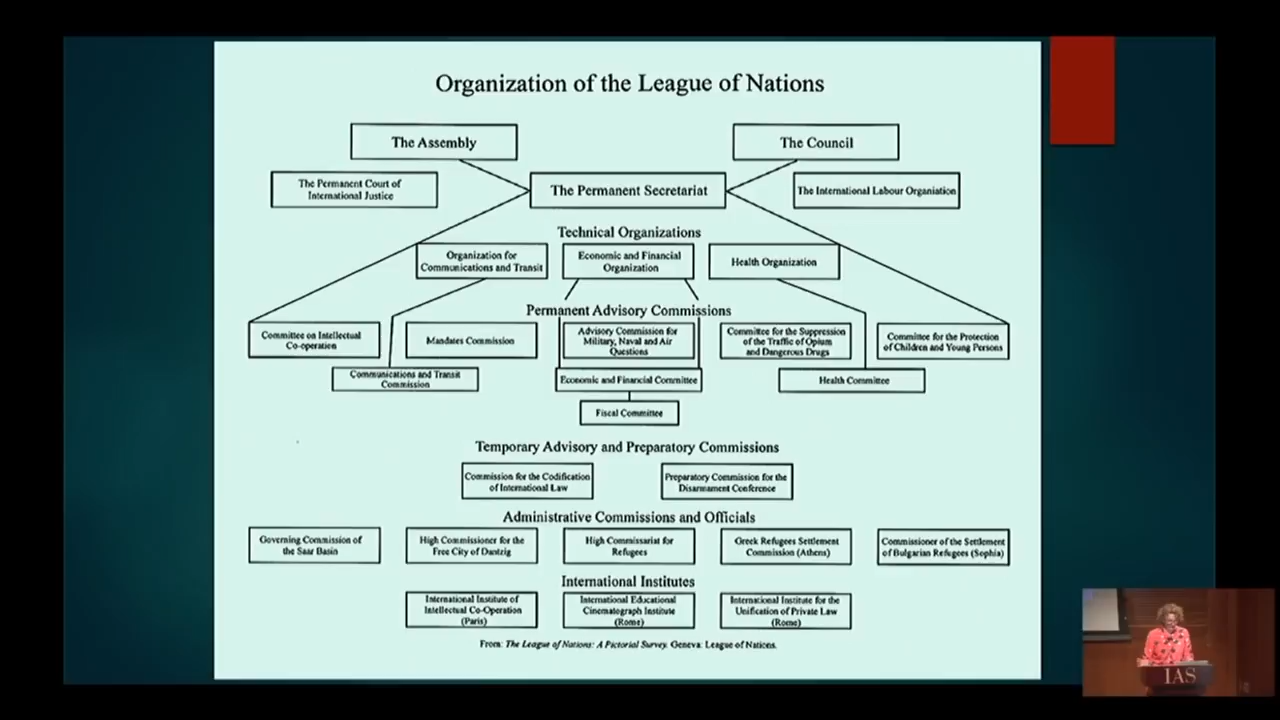 Organization of the League of Nations
The Assembly
The Council
The Permanent Court of
International Justice
The Permanent Secretariat
The International Labour Organiation
Technical Organizations
Organization for
Communications and Transit
Economic and Financial
Organization
Health Organization
Permanent Advisory Commissions
Committee on Intellectual
Co-operation
Mandates Commission
Advisory Commission for
Military, Naval and Air
Questions
Committee for the Suppression
of the Traffic of Opium
and Dangerous Drugs
Committee for the Protection
of Children and Young Persons
Communications and Transit
Commission
Economic and Financial Committee
Health Committee
Fiscal Committee
Temporary Advisory and Preparatory Commissions
Commission for the Codification
of International Law
Preparatory Commission for the
Disarmament Conference
Administrative Commissions and Officials
Governing Commission of
the Saar Basin
High Commissioner for the
Free City of Dantzig
High Commissariat for
Refugees
Greek Refugees Settlement
Commission (Athens)
Commissioner of the Settlement
of Bulgarian Refugees (Sophia)
International Institutes
International Institute of
Intellectual Co-Operation
(Paris)
International Educational
Cinematograph Institute
(Rome)
International Institute for the
Unification of Private Law
(Rome)
From: The League of Nations: A Pictorial Survey. Geneva: League of Nations.
IAS